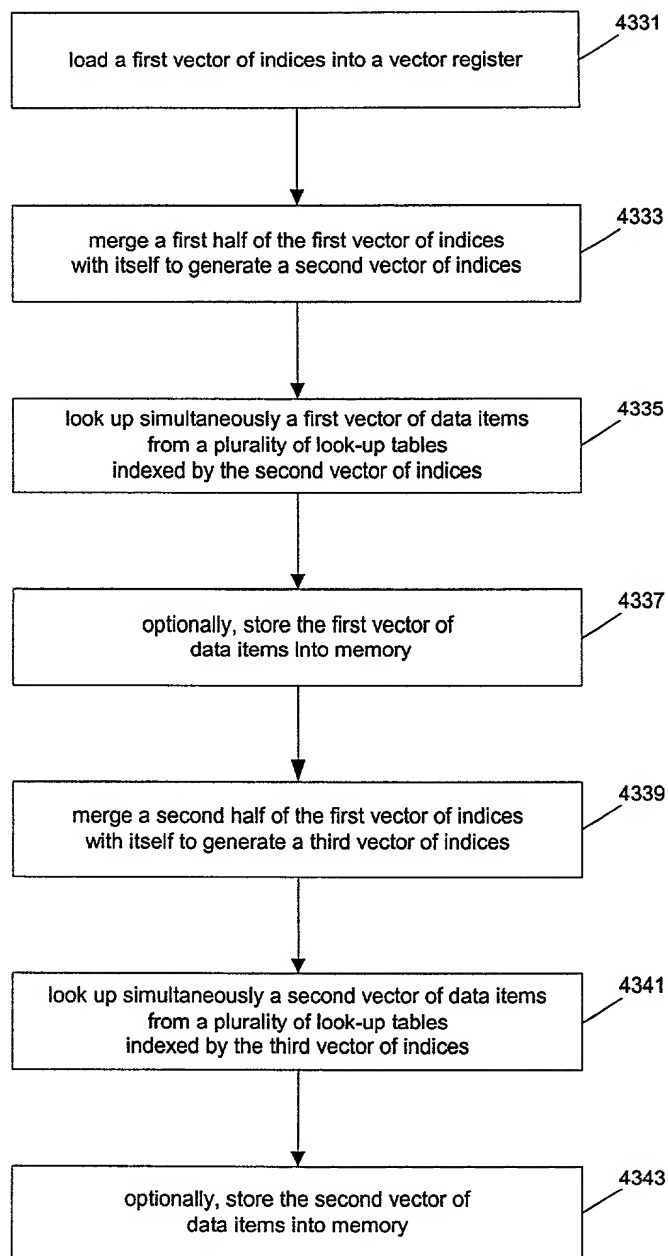 4331
load a first vector of indices into a vector register
4333
merge a first half of the first vector of indices
with itself to generate a second vector of indices
4335
look up simultaneously a first vector of data items
from a plurality of look-up tables
indexed by the second vector of indices
4337
optionally, store the first vector of
data items into memory
4339
merge a second half of the first vector of indices
with itself to generate a third vector of indices
4341
look up simultaneously a second vector of data items
from a plurality of look-up tables
indexed by the third vector of indices
4343
optionally, store the second vector of
data items into memory